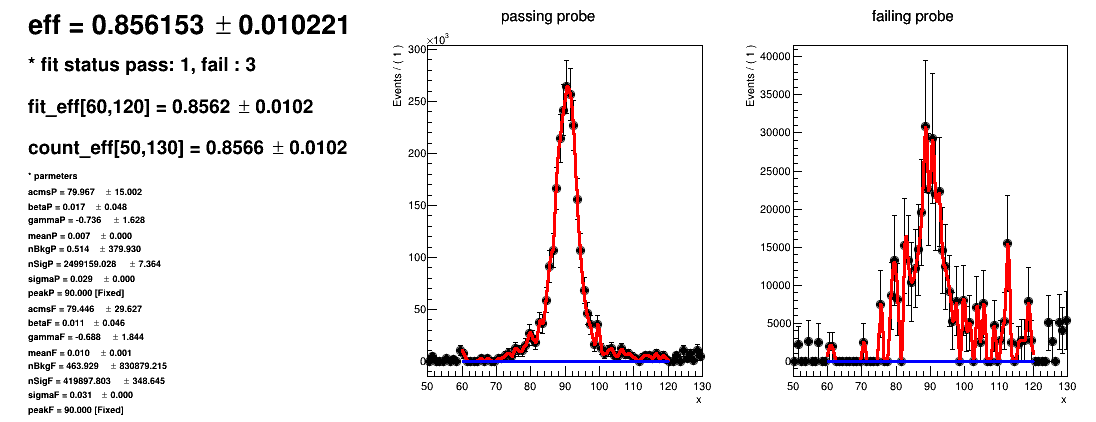 eff = 0.856153 ± 0.010221
* fit status pass: 1, fail : 3
fit_eff[60,120] = 0.8562 ± 0.0102
count_eff[50,130] = 0.8566 ± 0.0102
* parmeters
acmsP = 79.967 ± 15.002
betaP = 0.017 ± 0.048
gammaP = -0.736 ± 1.628
meanP = 0.007 ± 0.000
nBkgP = 0.514 ± 379.930
nSigP = 2499159.028 ± 7.364
sigmaP = 0.029 ± 0.000
peakP = 90.000 [Fixed]
acmsF = 79.446 ± 29.627
betaF = 0.011 ± 0.046
gammaF = -0.688 ± 1.844
meanF = 0.010 ± 0.001
nBkgF = 463.929 ± 830879.215
nSigF = 419897.803 ± 348.645
sigmaF = 0.031 ± 0.000
peakF = 90.000 [Fixed]
passing probe
×10³
Events / ( 1 )
300
250
200
150
100
50
0
50 60 70 80 90 100 110 120 130
x
failing probe
Events / ( 1 )
40000
35000
30000
25000
20000
15000
10000
5000
0
50 60 70 80 90 100 110 120 130
x